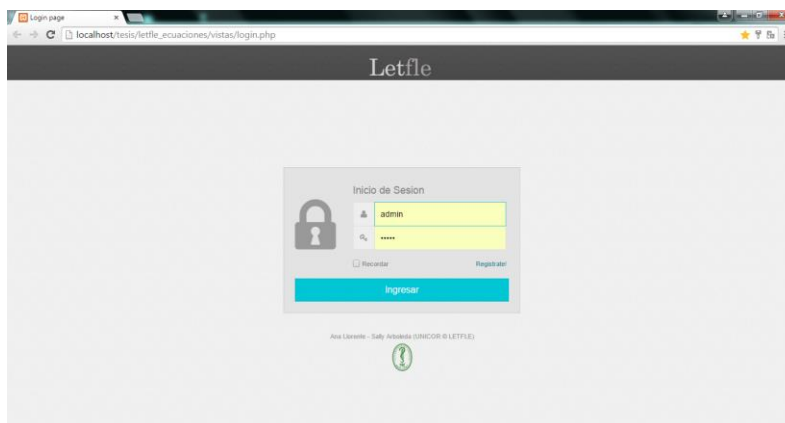 Login page
localhost/tesis/letfle_ecuaciones/vistas/login.php
Letfle
Inicio de Sesion
admin
•••••
Recordar
Registrate!
Ingresar
Ana Llorente - Sally Arboleda (UNICOR ® LETFLE)